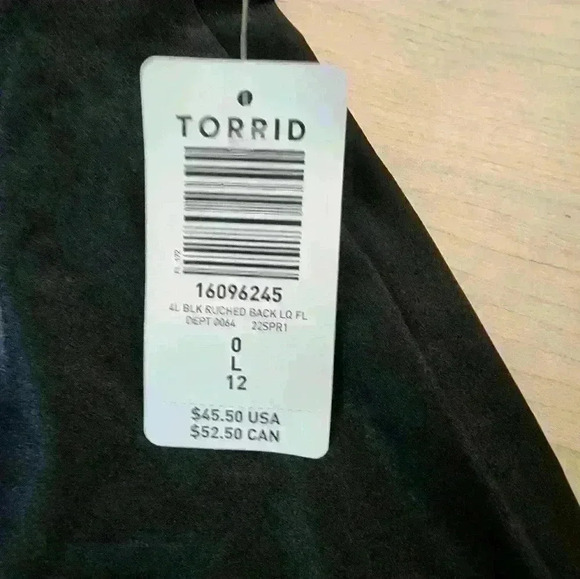 TORRID
16096245
4L BLK RUCHED BACK LQ FL
DEPT 0064 22SPR1
0
L
12
$45.50 USA
$52.50 CAN